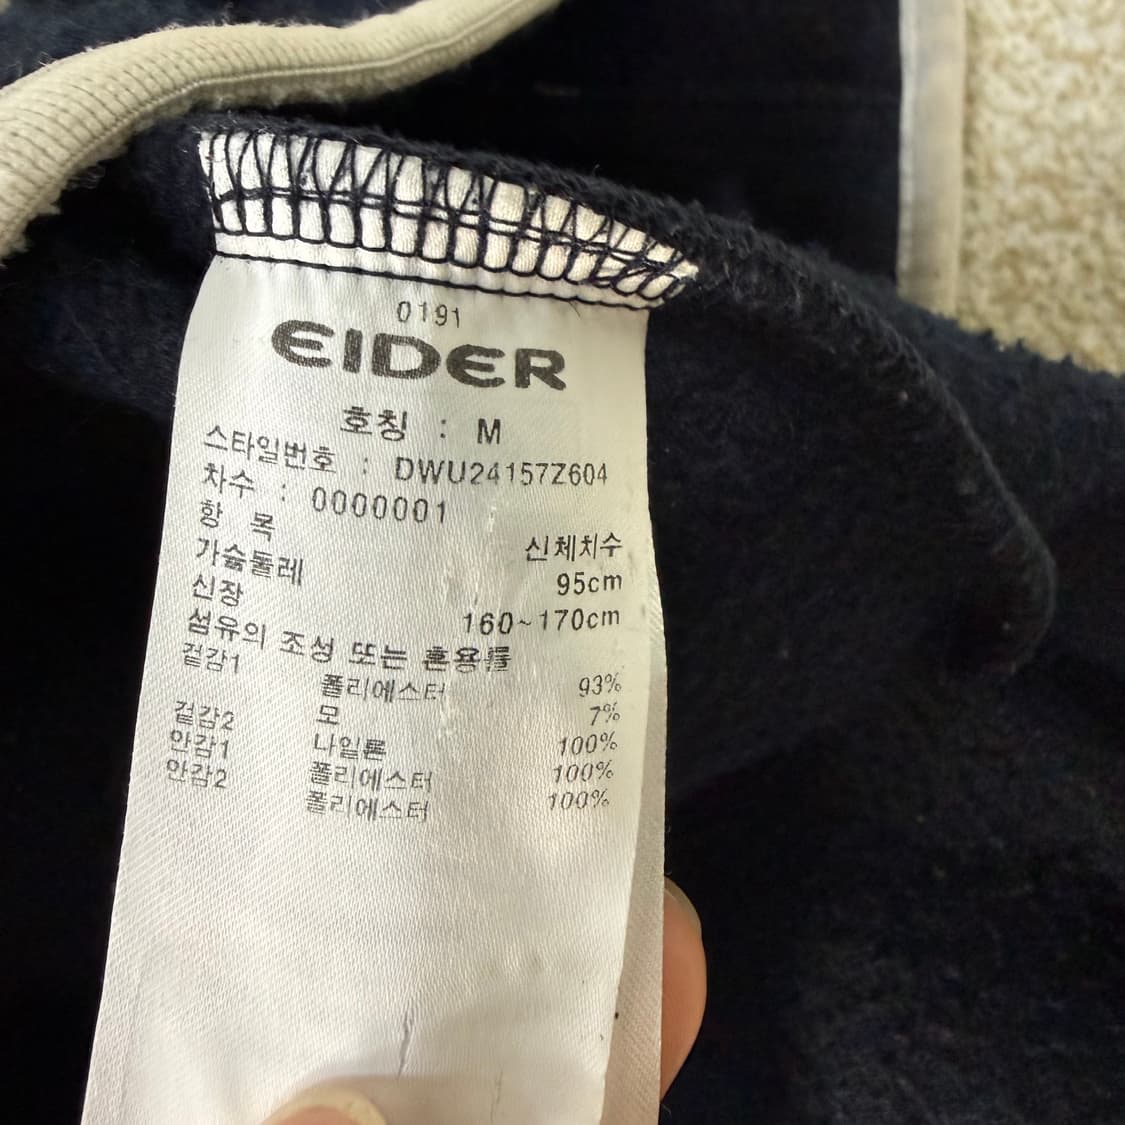 0191
EIDER
호칭 : M
스타일번호 : DWU24157Z604
차수 : 0000001
항 목 신체치수
가슴둘레 95cm
신장 160~170cm
섬유의 조성 또는 혼용률
겉감1 폴리에스터 93%
모 7%
겉감2 나일론 100%
안감1 폴리에스터 100%
안감2 폴리에스터 100%